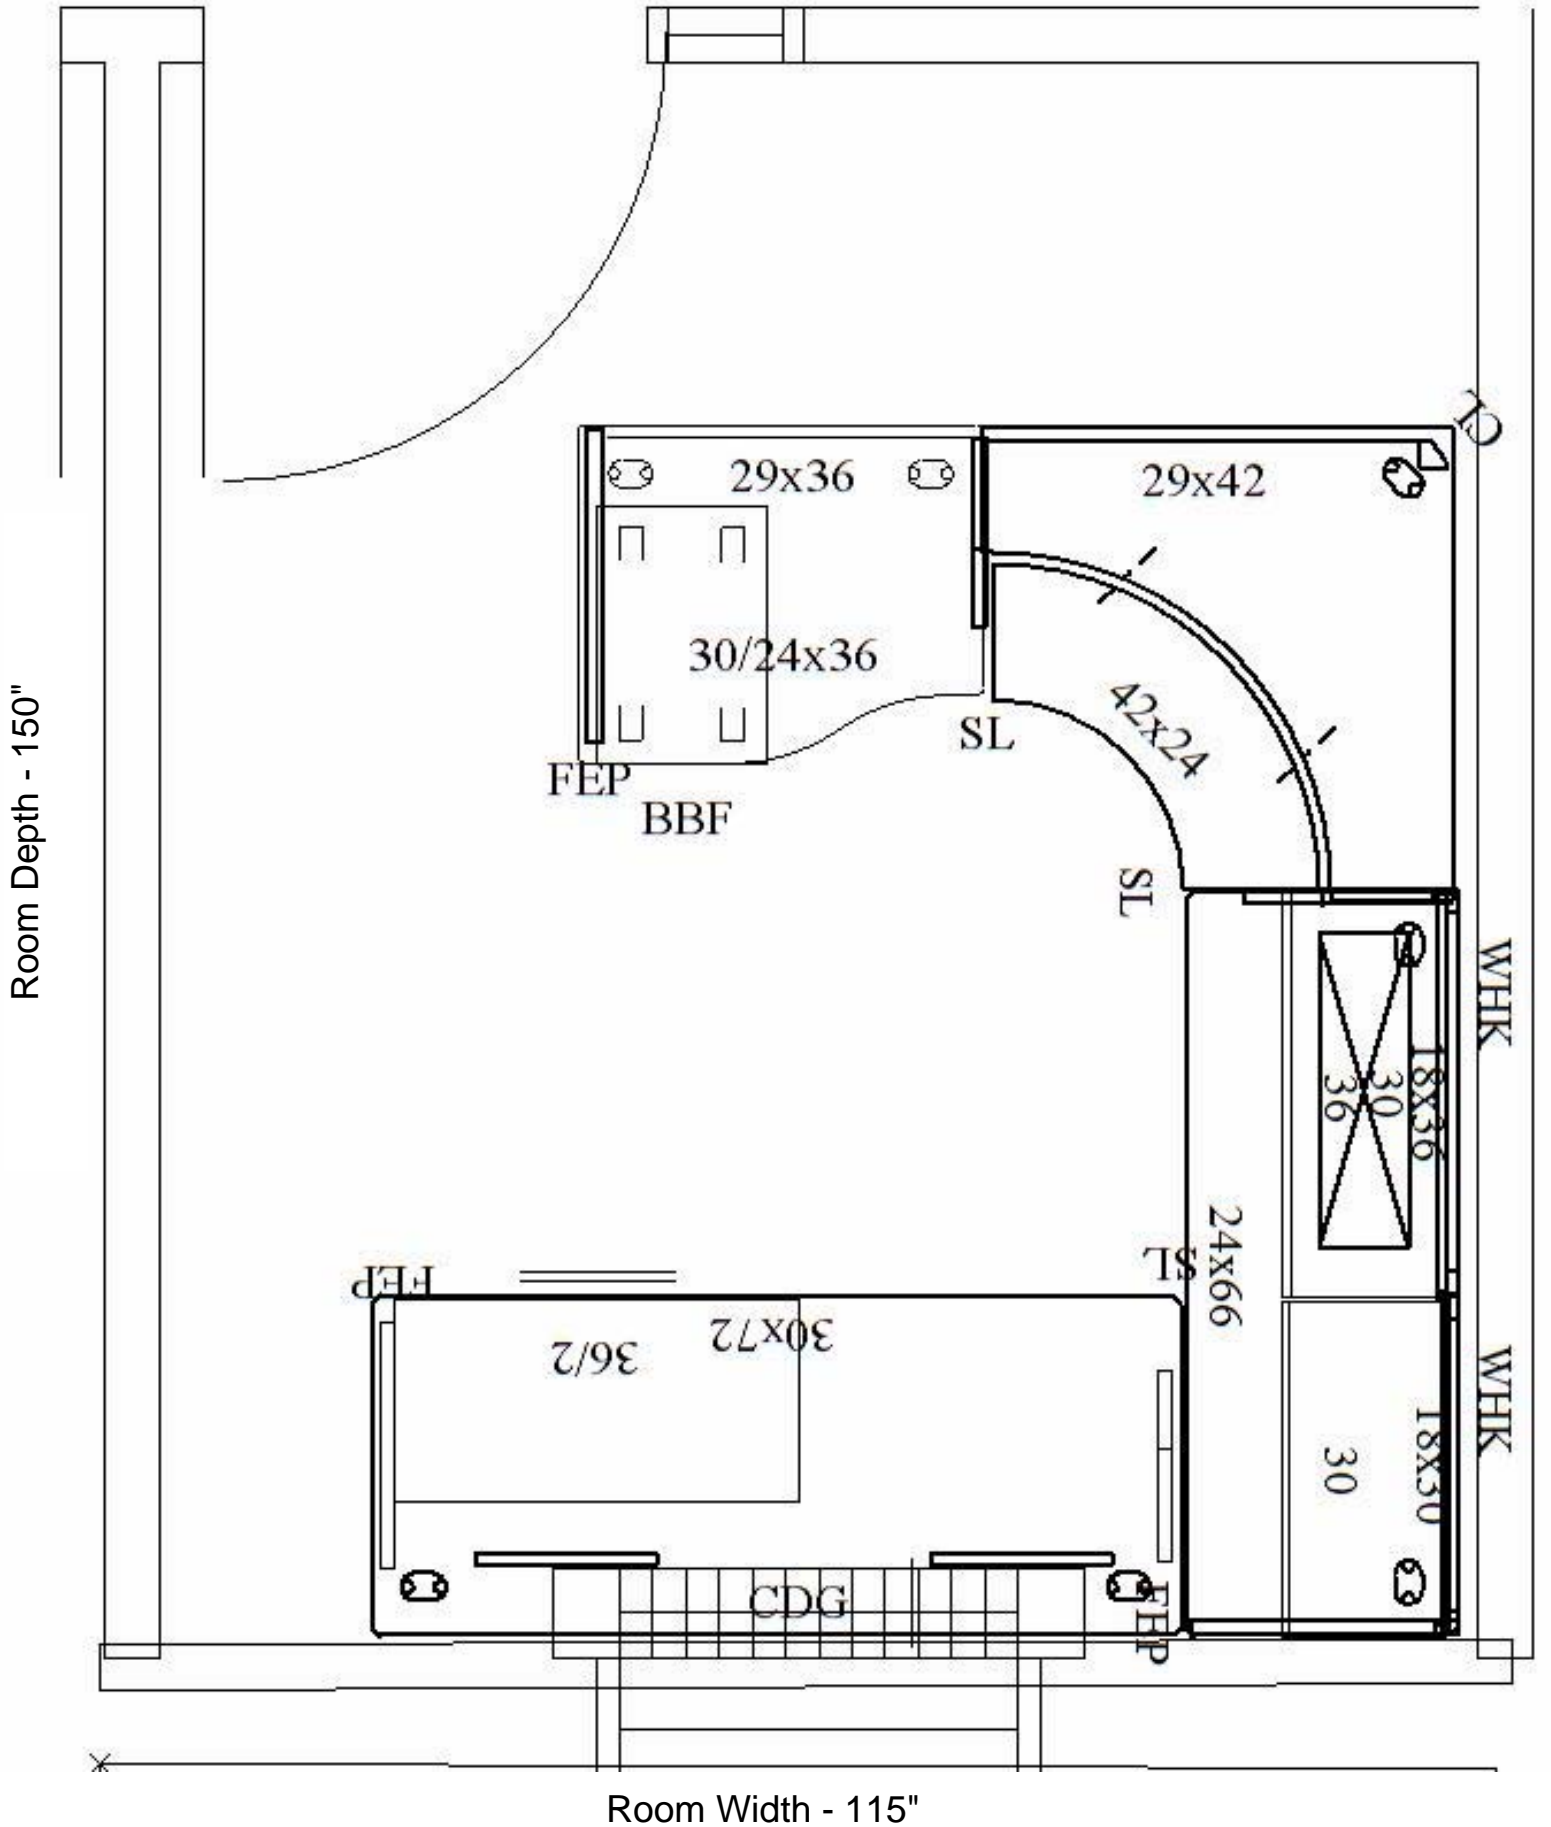 CL
29x36
29x42
30/24x36
42x24
SL
FEP
BBF
SL
WHK
18x36
30
36
24x66
SL
FEP
30x72
36/2
WHK
18x30
30
CDG
FEP
Room Depth - 150"
Room Width - 115"